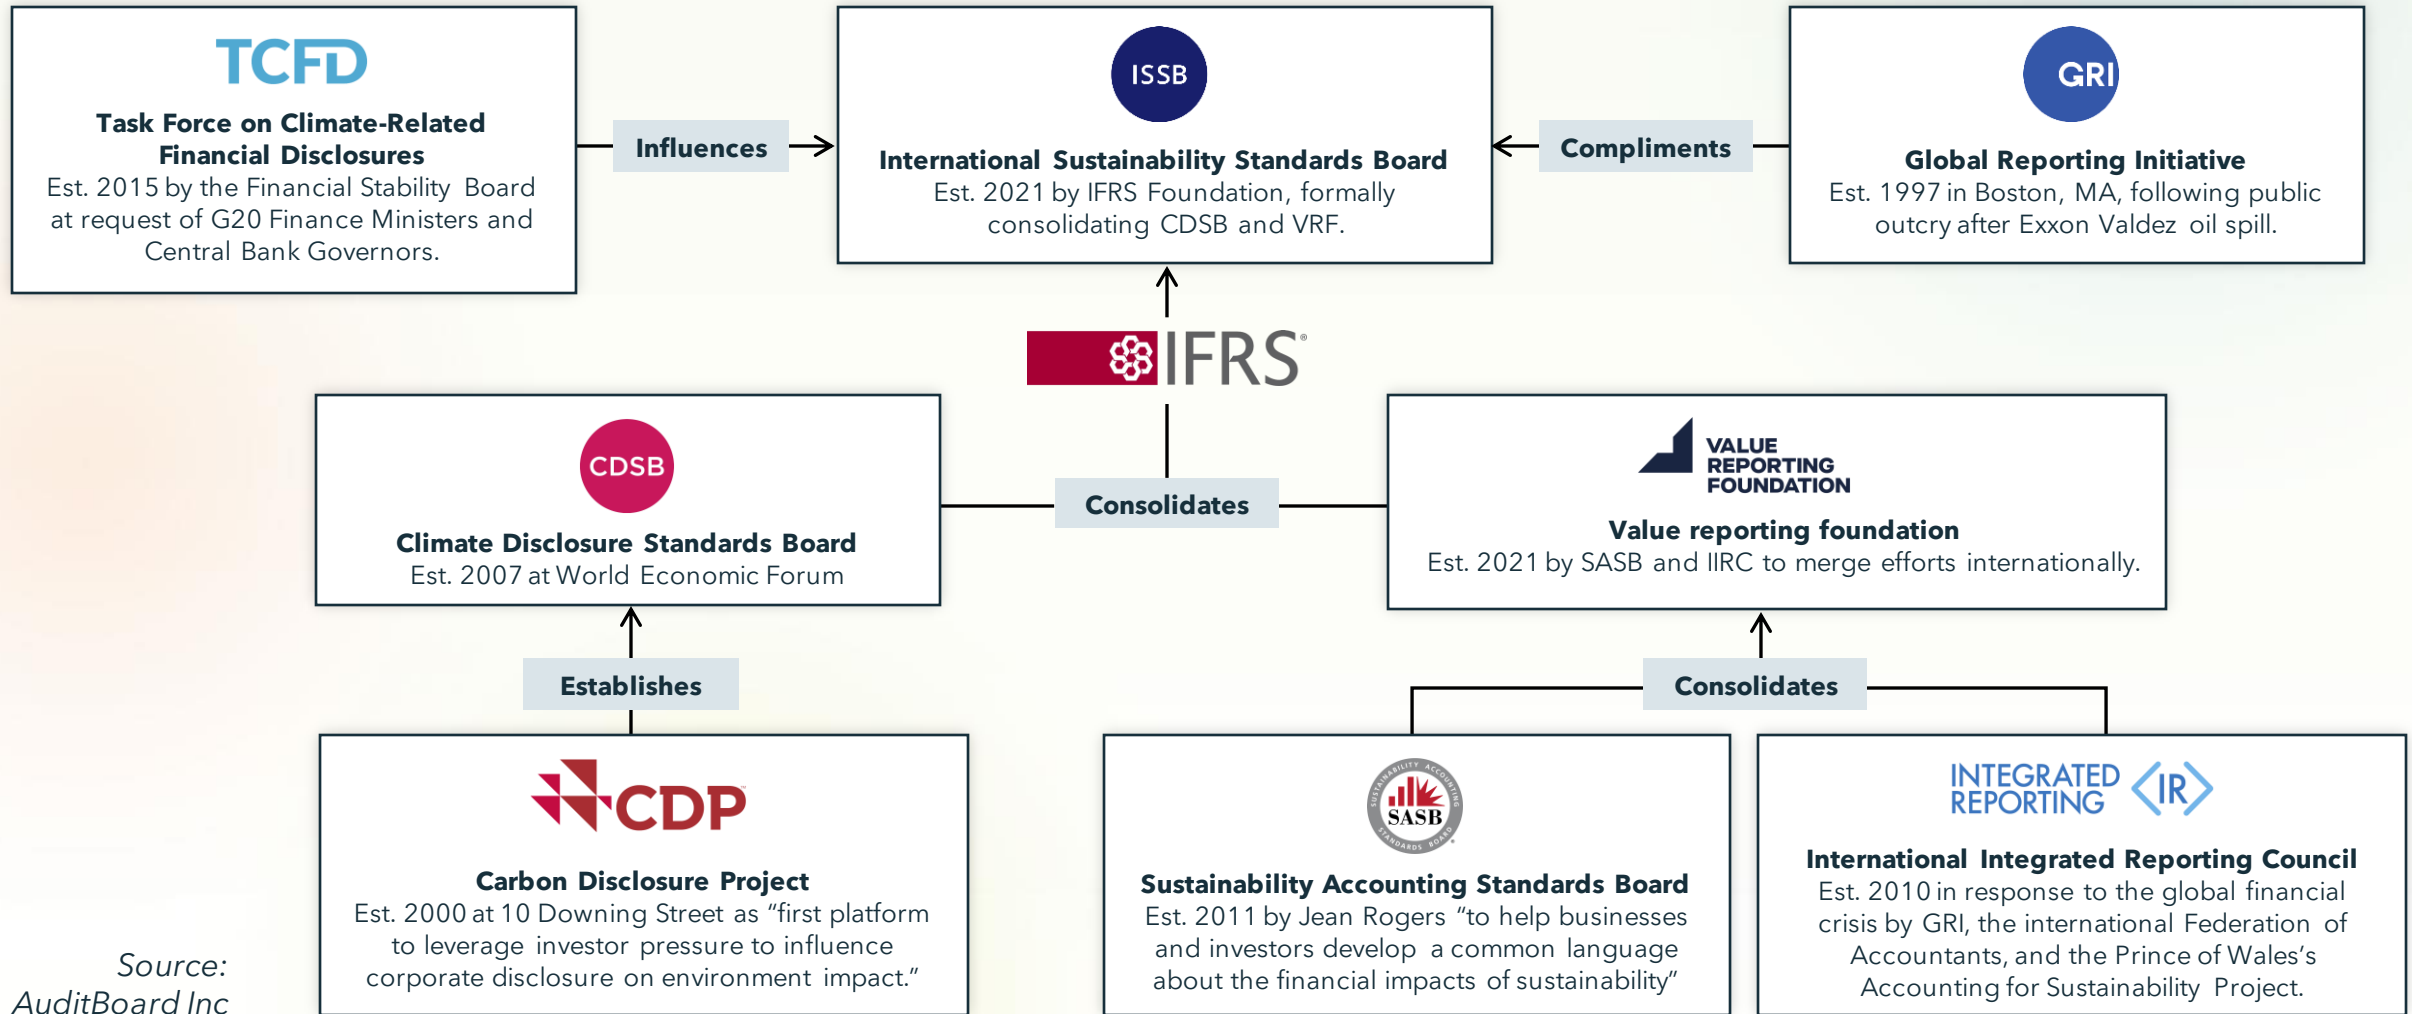 TCFD
Task Force on Climate-Related
Financial Disclosures
Est. 2015 by the Financial Stability Board
at request of G20 Finance Ministers and
Central Bank Governors.
Influences
ISSB
International Sustainability Standards Board
Est. 2021 by IFRS Foundation, formally
consolidating CDSB and VRF.
Compliments
GRI
Global Reporting Initiative
Est. 1997 in Boston, MA, following public
outcry after Exxon Valdez oil spill.
IFRS®
CDSB
Climate Disclosure Standards Board
Est. 2007 at World Economic Forum
Consolidates
VALUE
REPORTING
FOUNDATION
Value reporting foundation
Est. 2021 by SASB and IIRC to merge efforts internationally.
Establishes
Consolidates
CDP
Carbon Disclosure Project
Est. 2000 at 10 Downing Street as “first platform
to leverage investor pressure to influence
corporate disclosure on environment impact.”
SUSTAINABILITY ACCOUNTING
SASB
STANDARDS BOARD
Sustainability Accounting Standards Board
Est. 2011 by Jean Rogers “to help businesses
and investors develop a common language
about the financial impacts of sustainability”
INTEGRATED
REPORTING
<IR>
International Integrated Reporting Council
Est. 2010 in response to the global financial
crisis by GRI, the international Federation of
Accountants, and the Prince of Wales’s
Accounting for Sustainability Project.
Source:
AuditBoard Inc